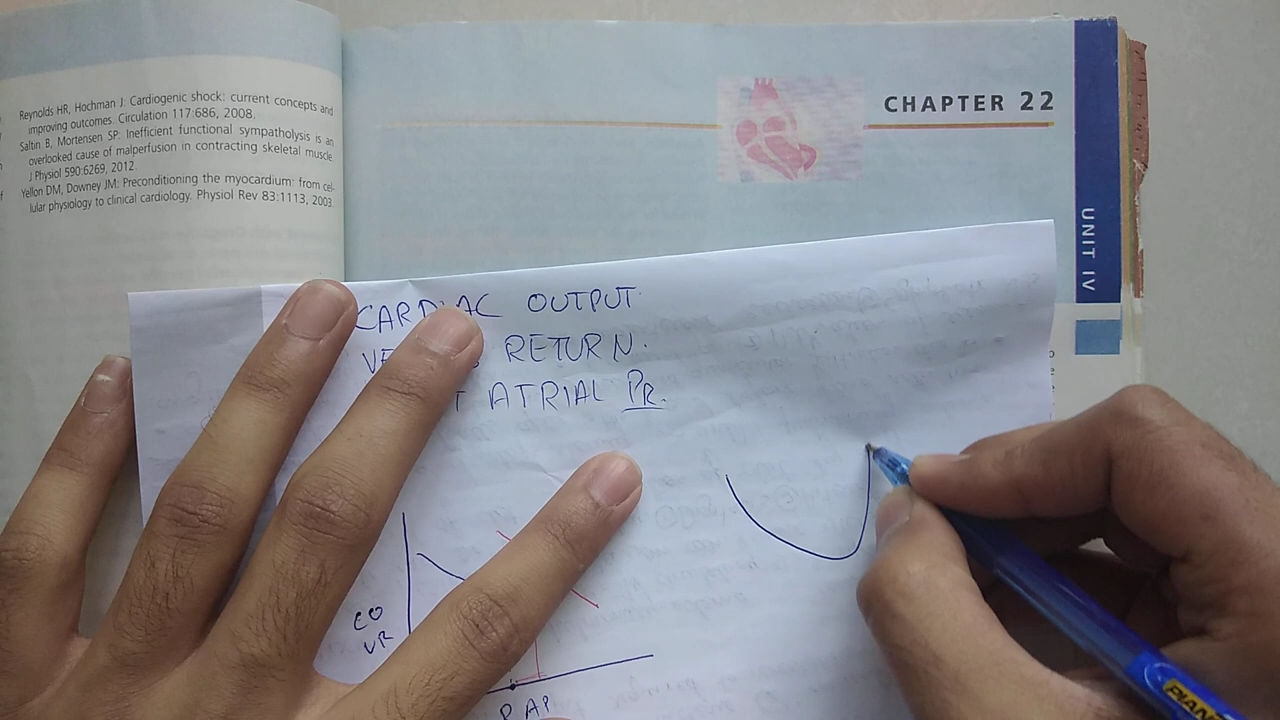 Reynolds HR, Hochman J: Cardiogenic shock: current concepts and
improving outcomes. Circulation 117:686, 2008.
Saltin B, Mortensen SP: Inefficient functional sympatholysis is an
overlooked cause of malperfusion in contracting skeletal muscle.
J Physiol 590:6269, 2012.
Yellon DM, Downey JM: Preconditioning the myocardium: from cel-
lular physiology to clinical cardiology. Physiol Rev 83:1113, 2003.
CHAPTER 22
UNIT IV
CARDIAC OUTPUT
RETURN.
ATRIAL PR.
CO
VR
RAP